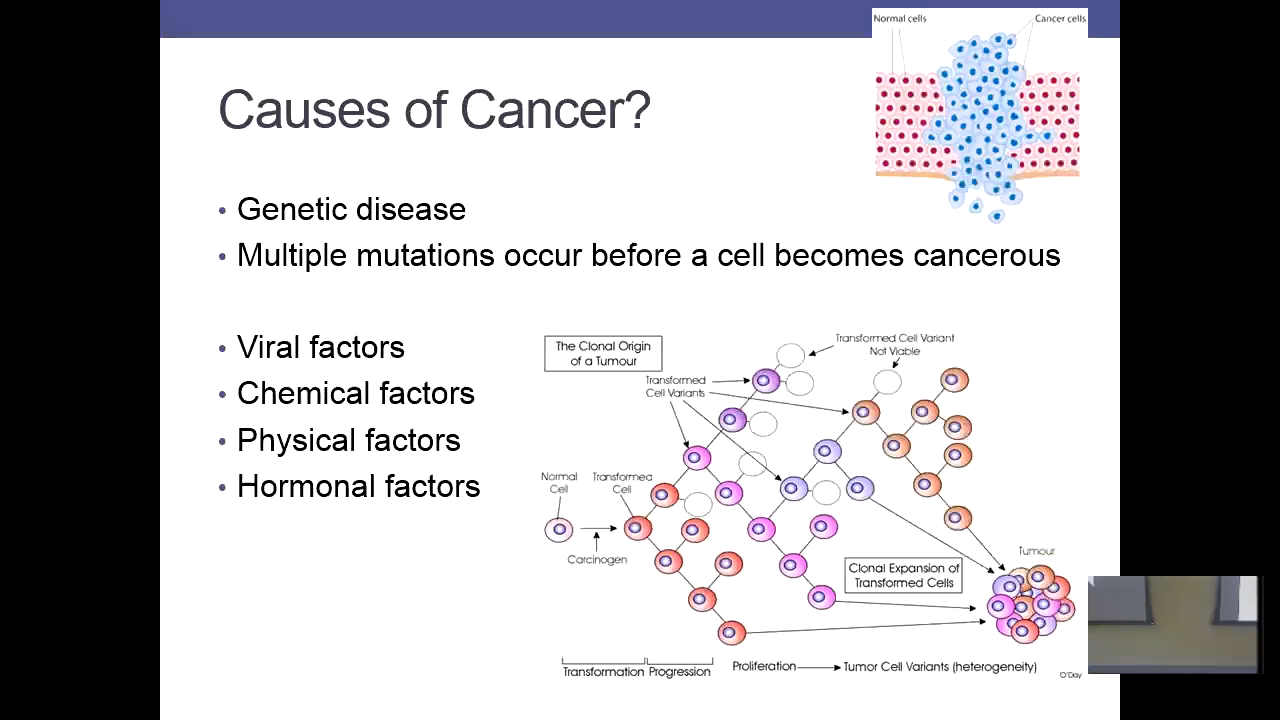 Normal cells
Cancer cells
Causes of Cancer?
• Genetic disease
• Multiple mutations occur before a cell becomes cancerous
• Viral factors
• Chemical factors
• Physical factors
• Hormonal factors
The Clonal Origin
of a Tumour
Transformed Cell Variant
Not Viable
Transformed
Cell Variants
Normal
Cell
Transformed
Cell
Carcinogen
Clonal Expansion of
Transformed Cells
Tumour
Transformation
Progression
Proliferation
Tumor Cell Variants (heterogeneity)
O'Day